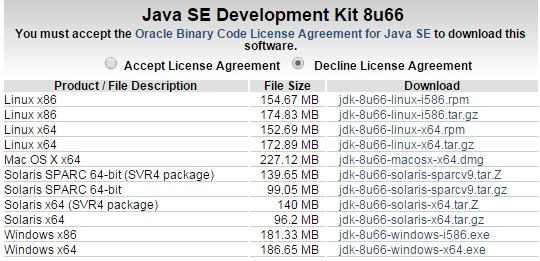 Java SE Development Kit 8u66
You must accept the Oracle Binary Code License Agreement for Java SE to download this
software.
Accept License Agreement Decline License Agreement
Product / File Description File Size Download
Linux x86 154.67 MB jdk-8u66-linux-i586.rpm
Linux x86 174.83 MB jdk-8u66-linux-i586.tar.gz
Linux x64 152.69 MB jdk-8u66-linux-x64.rpm
Linux x64 172.89 MB jdk-8u66-linux-x64.tar.gz
Mac OS X x64 227.12 MB jdk-8u66-macosx-x64.dmg
Solaris SPARC 64-bit (SVR4 package) 139.65 MB jdk-8u66-solaris-sparcv9.tar.Z
Solaris SPARC 64-bit 99.05 MB jdk-8u66-solaris-sparcv9.tar.gz
Solaris x64 (SVR4 package) 140 MB jdk-8u66-solaris-x64.tar.Z
Solaris x64 96.2 MB jdk-8u66-solaris-x64.tar.gz
Windows x86 181.33 MB jdk-8u66-windows-i586.exe
Windows x64 186.65 MB jdk-8u66-windows-x64.exe